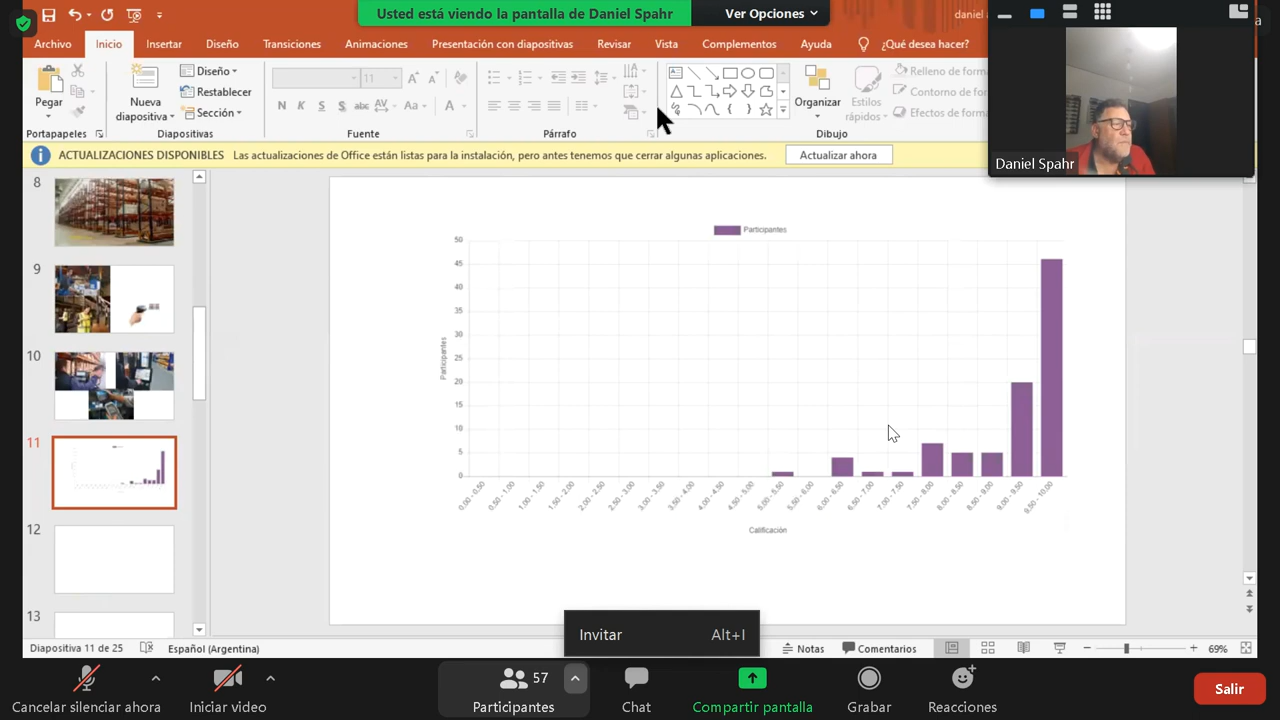 Usted está viendo la pantalla de Daniel Spahr
Ver Opciones
daniel
Archivo
Inicio
Insertar
Diseño
Transiciones
Animaciones
Presentación con diapositivas
Revisar
Vista
Complementos
Ayuda
¿Qué desea hacer?
Pegar
Nueva
diapositiva
Diseño
Restablecer
Sección
11
N K S S abc AV Aa A
Organizar
Estilos
rápidos
Relleno de form
Contorno de form
Efectos de form
Portapapeles
Diapositivas
Fuente
Párrafo
Dibujo
ACTUALIZACIONES DISPONIBLES Las actualizaciones de Office están listas para la instalación, pero antes tenemos que cerrar algunas aplicaciones.
Actualizar ahora
Daniel Spahr
8
9
10
11
12
13
Participantes
50
45
40
35
30
25
20
15
10
5
0
Participantes
0,00 - 0,50
0,50 - 1,00
1,00 - 1,50
1,50 - 2,00
2,00 - 2,50
2,50 - 3,00
3,00 - 3,50
3,50 - 4,00
4,00 - 4,50
4,50 - 5,00
5,00 - 5,50
5,50 - 6,00
6,00 - 6,50
6,50 - 7,00
7,00 - 7,50
7,50 - 8,00
8,00 - 8,50
8,50 - 9,00
9,00 - 9,50
9,50 - 10,00
Calificación
Invitar Alt+I
Diapositiva 11 de 25
Español (Argentina)
Notas
Comentarios
69%
Cancelar silenciar ahora
Iniciar video
57
Participantes
Chat
Compartir pantalla
Grabar
Reacciones
Salir